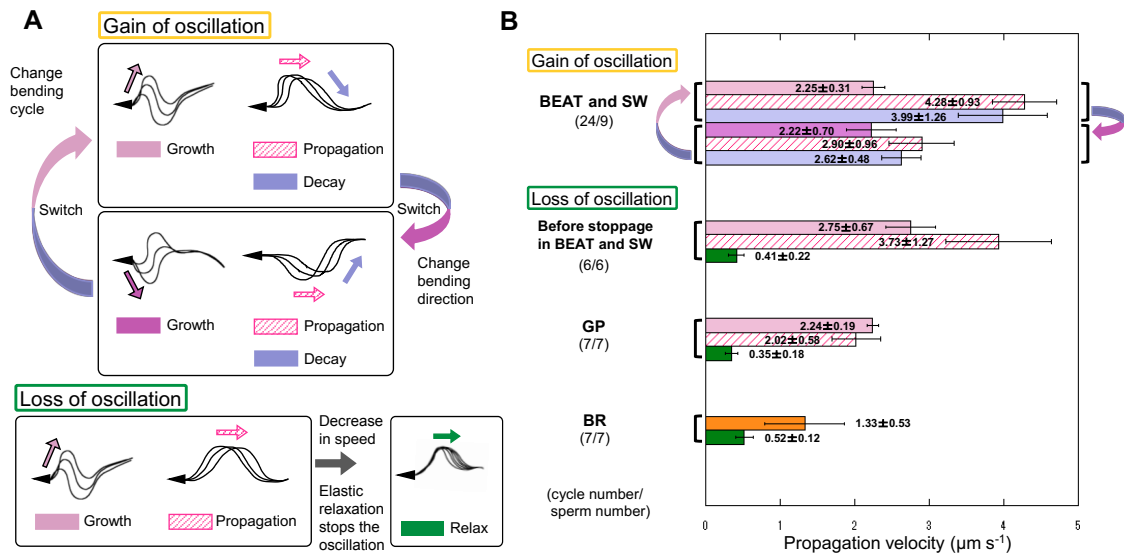 A
Gain of oscillation
Change
bending
cycle
Growth
Propagation
Decay
Switch
Switch
Growth
Propagation
Decay
Change
bending
direction
Loss of oscillation
Growth
Propagation
Decrease
in speed
Elastic
relaxation
stops the
oscillation
Relax
B
Gain of oscillation
BEAT and SW
(24/9)
2.25±0.31
4.28±0.93
3.99±1.26
2.22±0.70
2.90±0.96
2.62±0.48
Loss of oscillation
Before stoppage
in BEAT and SW
(6/6)
2.75±0.67
3.73±1.27
0.41±0.22
GP
(7/7)
2.24±0.19
2.02±0.58
0.35±0.18
BR
(7/7)
1.33±0.53
0.52±0.12
(cycle number/
sperm number)
0 1 2 3 4 5
Propagation velocity (μm s⁻¹)